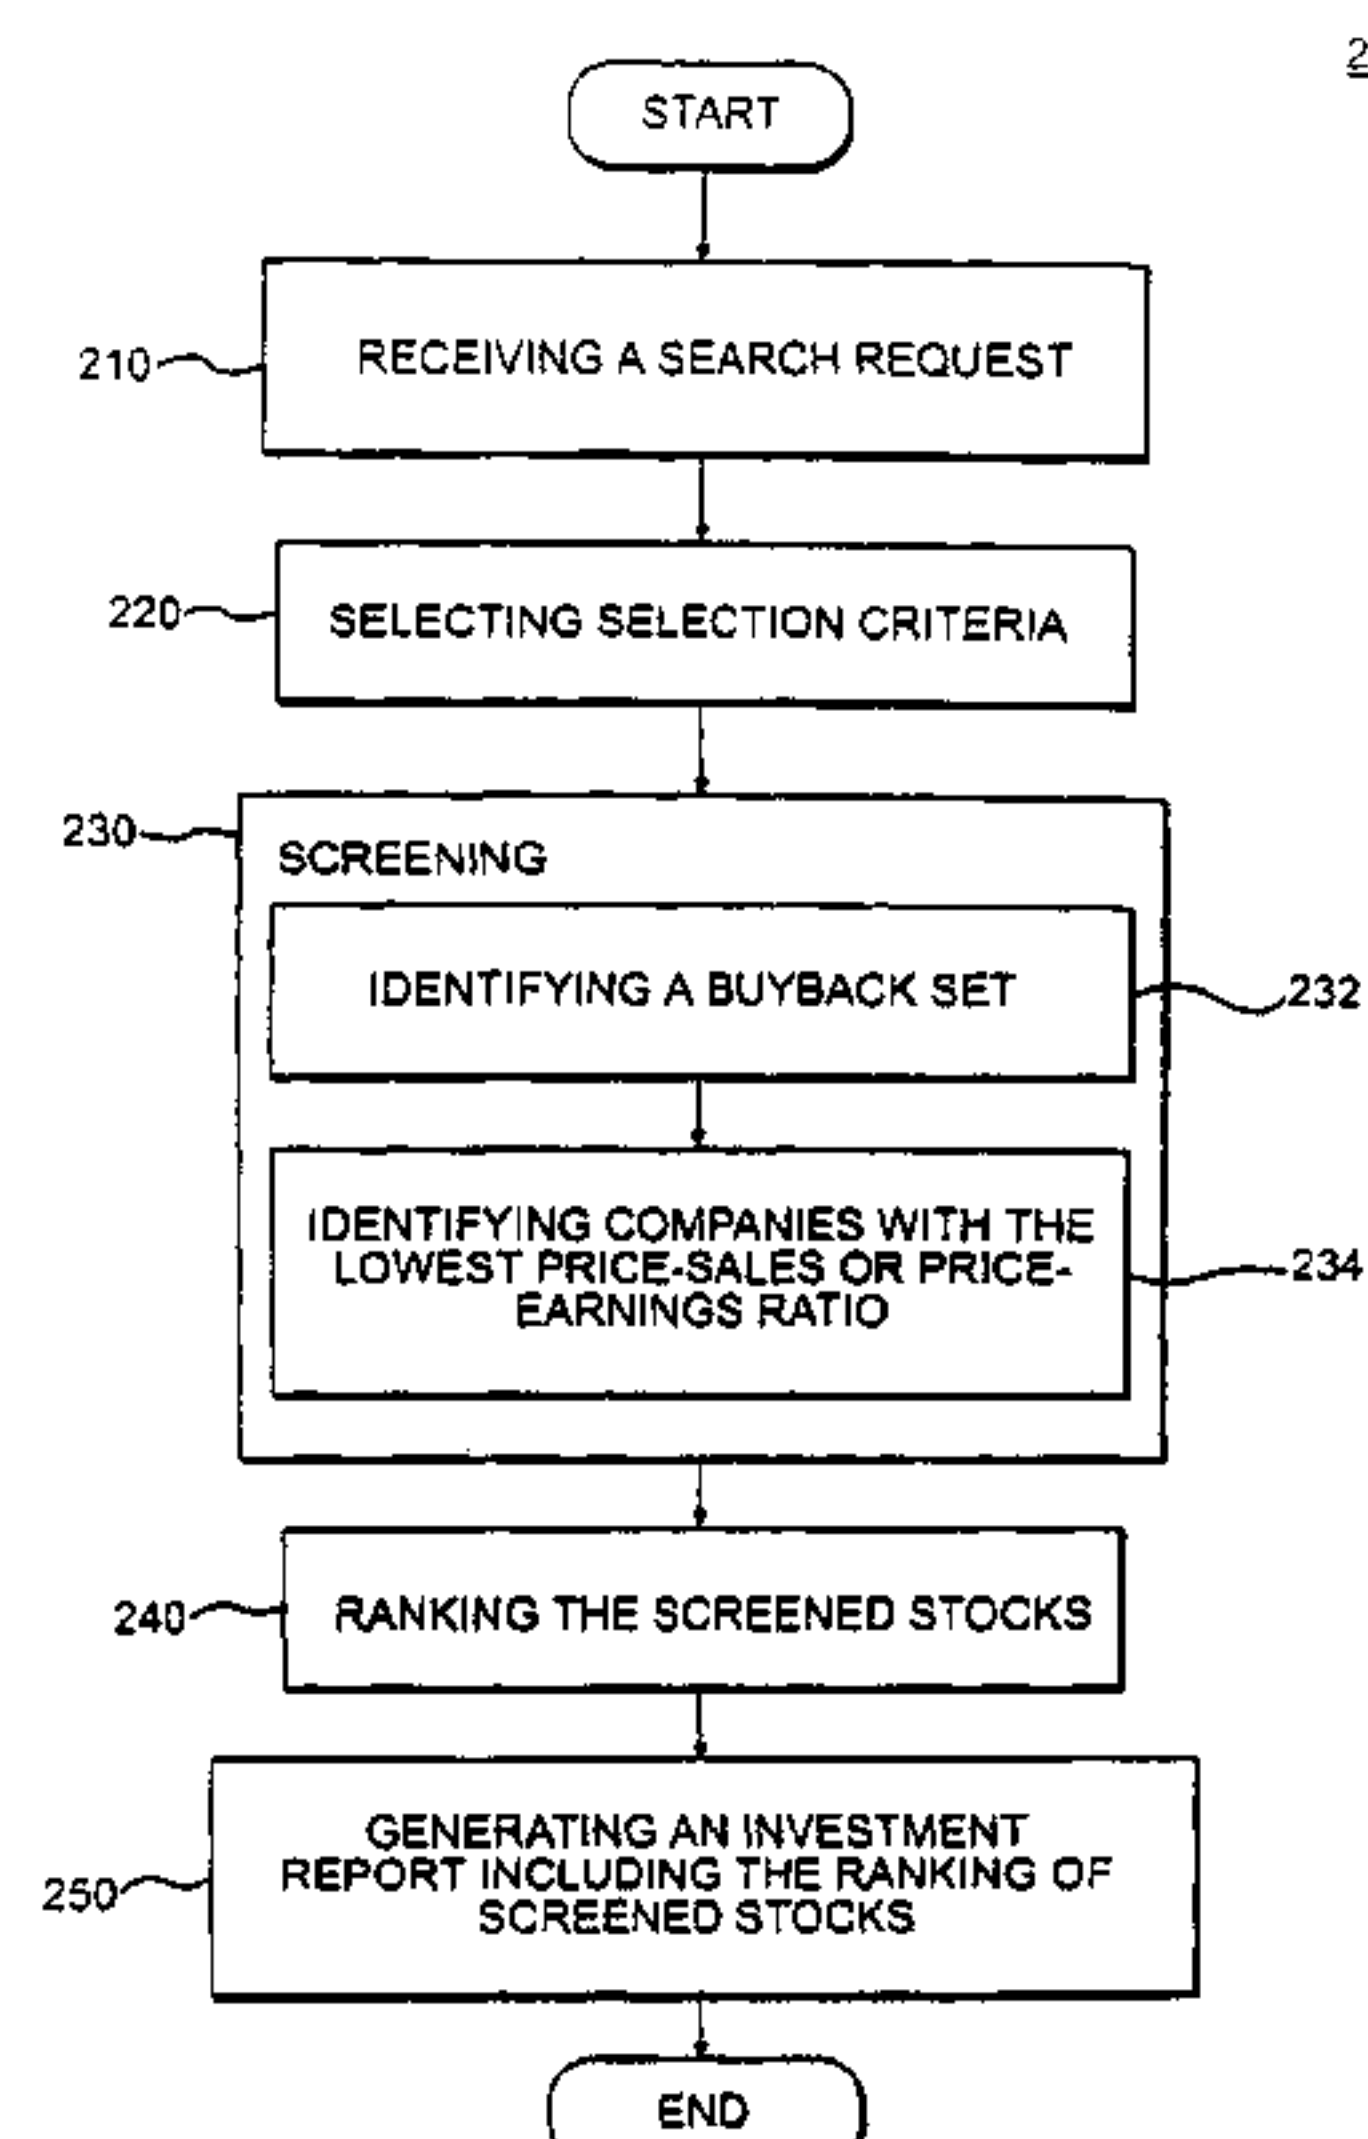 START
210
RECEIVING A SEARCH REQUEST
220
SELECTING SELECTION CRITERIA
230
SCREENING
IDENTIFYING A BUYBACK SET
232
IDENTIFYING COMPANIES WITH THE
LOWEST PRICE-SALES OR PRICE-
EARNINGS RATIO
234
240
RANKING THE SCREENED STOCKS
250
GENERATING AN INVESTMENT
REPORT INCLUDING THE RANKING OF
SCREENED STOCKS
END